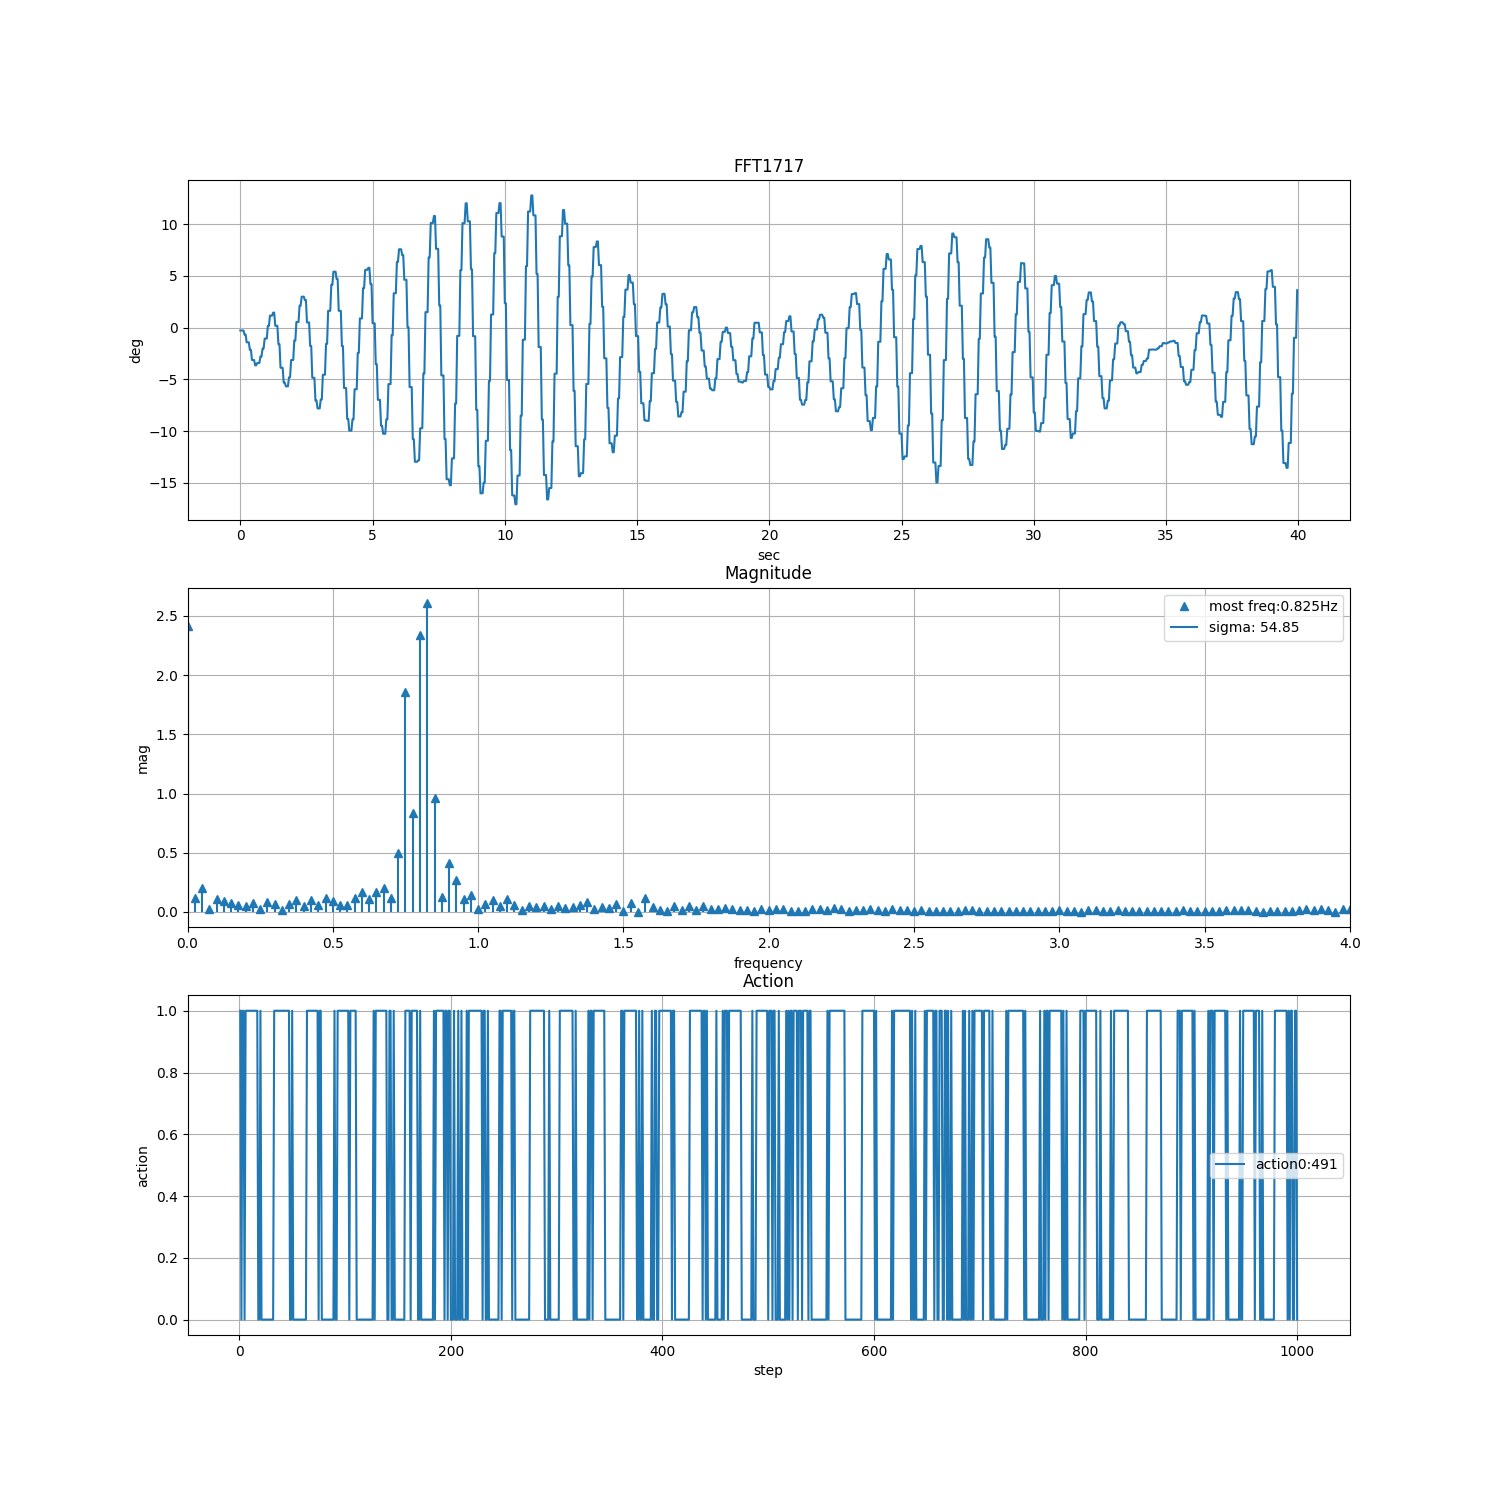 FFT1717
10
5
0
−5
−10
−15
deg
0 5 10 15 20 25 30 35 40
sec
Magnitude
most freq:0.825Hz
sigma: 54.85
2.5
2.0
1.5
1.0
0.5
0.0
mag
0.0 0.5 1.0 1.5 2.0 2.5 3.0 3.5 4.0
frequency
Action
1.0
0.8
0.6
0.4
0.2
0.0
action
action0:491
0 200 400 600 800 1000
step